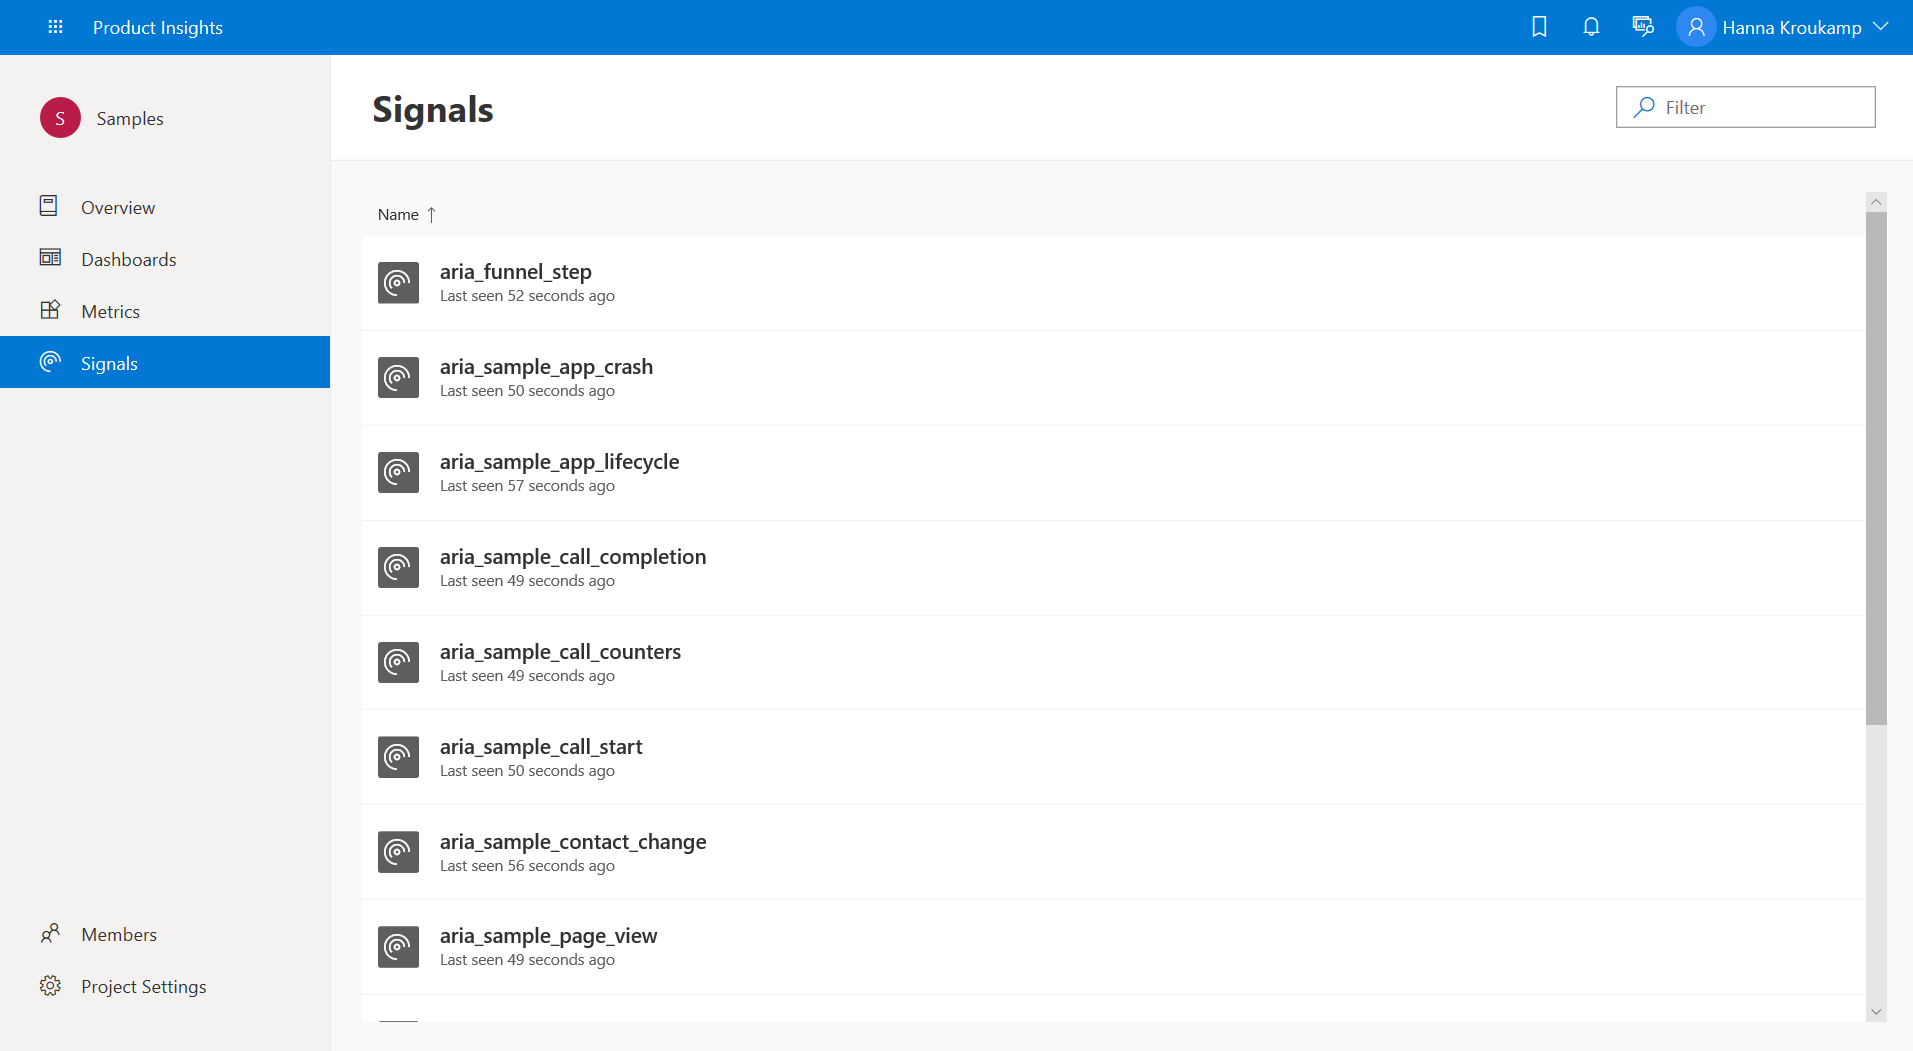 Product Insights
Hanna Kroukamp
S
Samples
Overview
Dashboards
Metrics
Signals
Members
Project Settings
Signals
Filter
Name ↑
aria_funnel_step
Last seen 52 seconds ago
aria_sample_app_crash
Last seen 50 seconds ago
aria_sample_app_lifecycle
Last seen 57 seconds ago
aria_sample_call_completion
Last seen 49 seconds ago
aria_sample_call_counters
Last seen 49 seconds ago
aria_sample_call_start
Last seen 50 seconds ago
aria_sample_contact_change
Last seen 56 seconds ago
aria_sample_page_view
Last seen 49 seconds ago